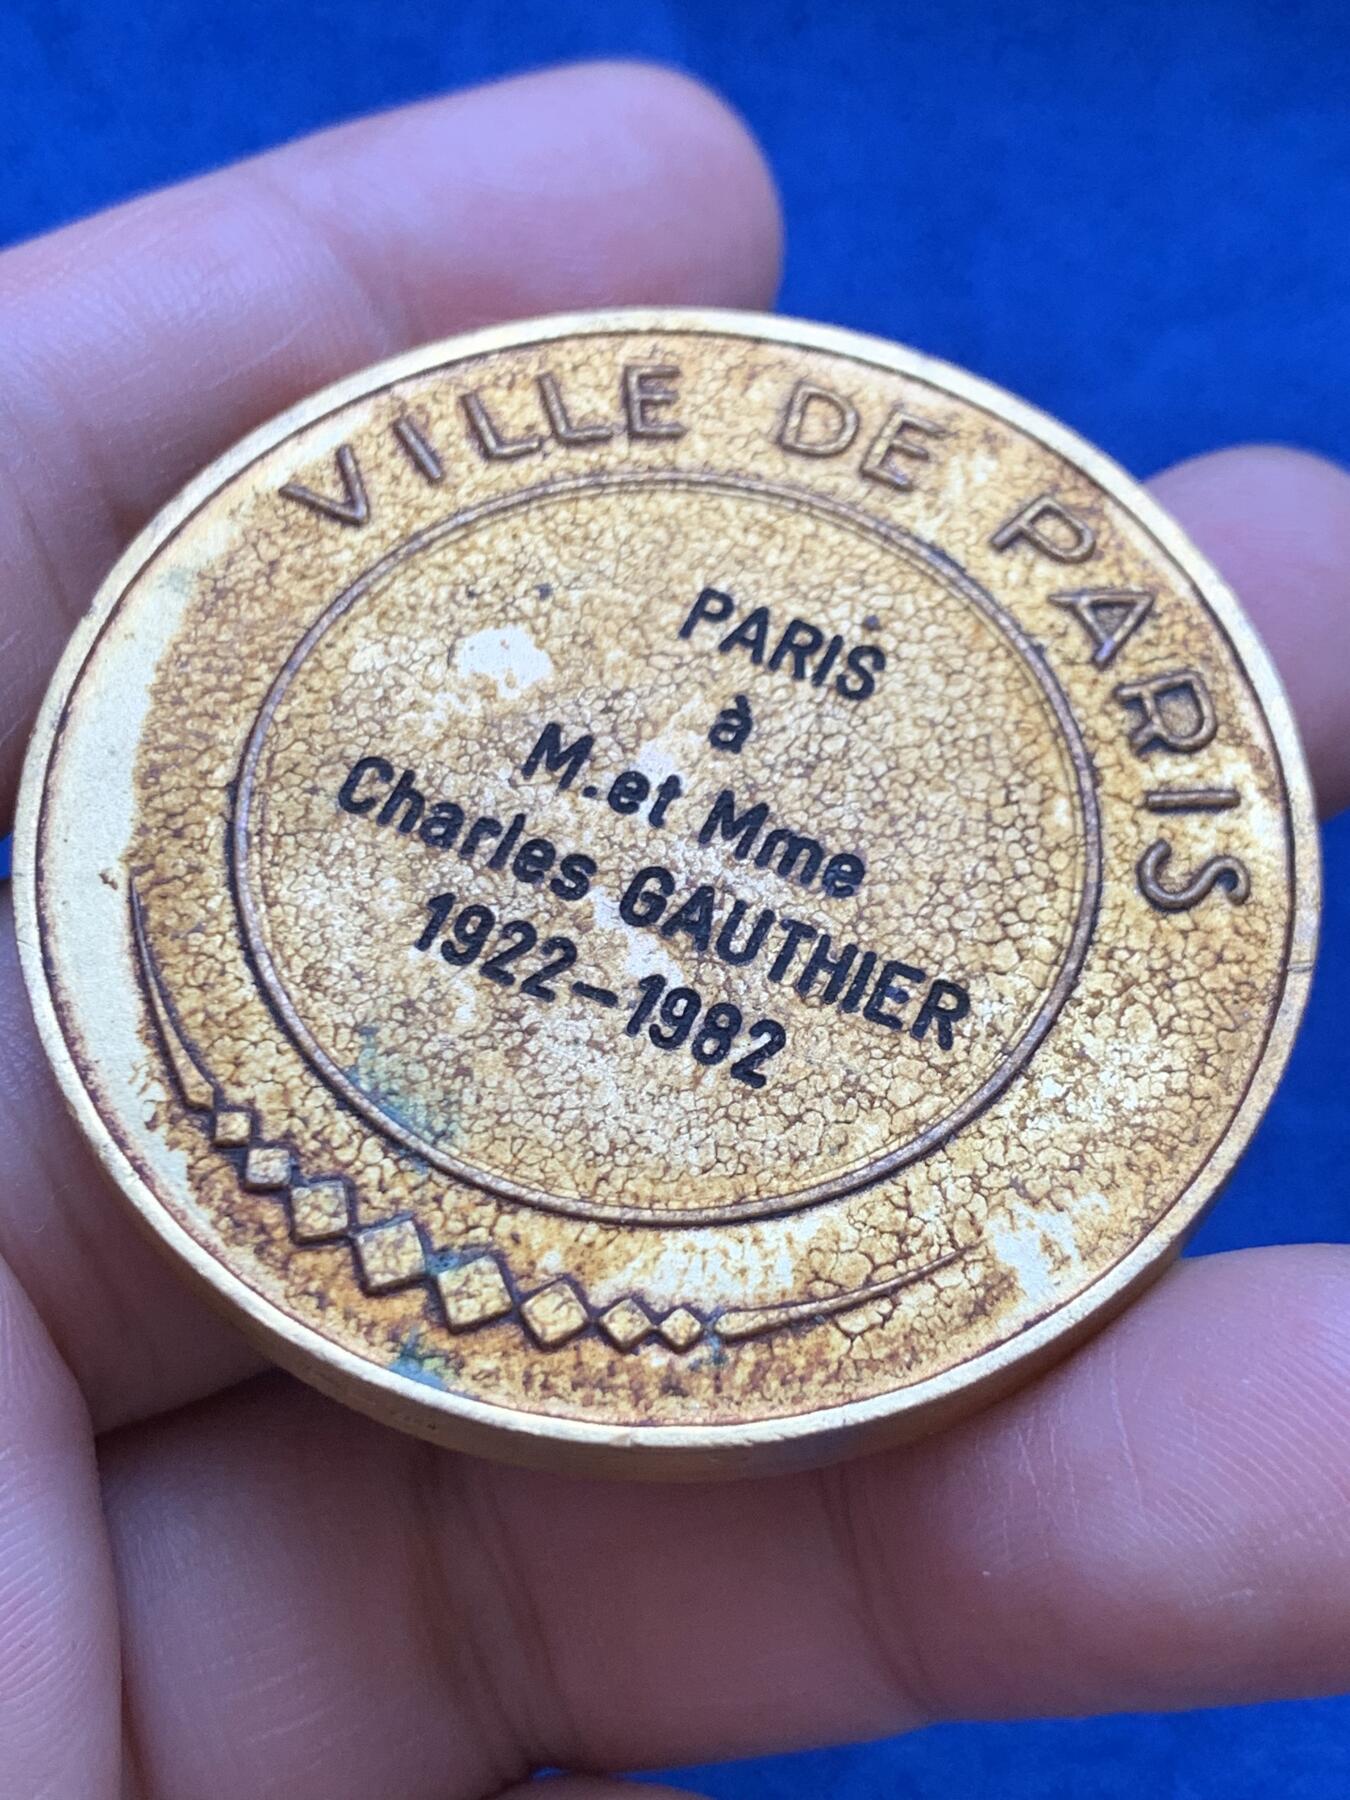 VILLE DE PARIS
PARIS
à
M.et Mme
Charles GAUTHIER
1922-1982